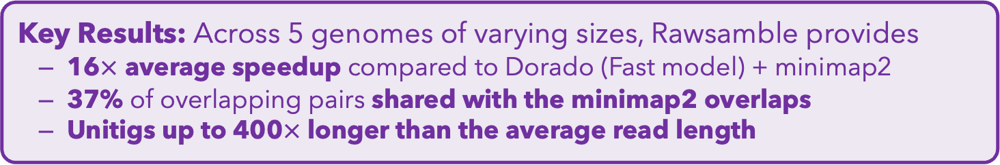 Key Results: Across 5 genomes of varying sizes, Rawsamble provides
– 16× average speedup compared to Dorado (Fast model) + minimap2
– 37% of overlapping pairs shared with the minimap2 overlaps
– Unitigs up to 400× longer than the average read length